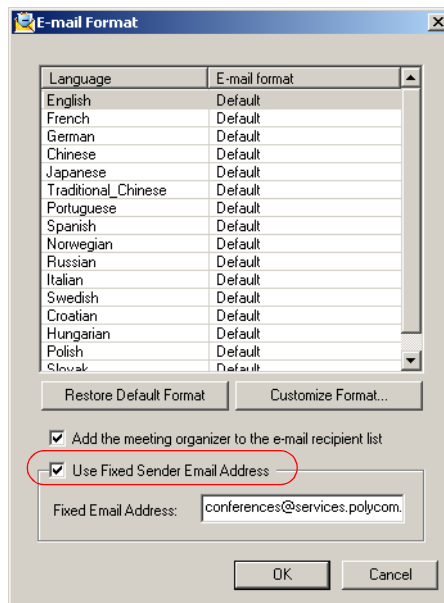 E-mail Format
Language E-mail format
English Default
French Default
German Default
Chinese Default
Japanese Default
Traditional_Chinese Default
Portuguese Default
Spanish Default
Norwegian Default
Russian Default
Italian Default
Swedish Default
Croatian Default
Hungarian Default
Polish Default
Slovak Default
Restore Default Format Customize Format...
Add the meeting organizer to the e-mail recipient list
Use Fixed Sender Email Address
Fixed Email Address: conferences@services.polycom.
OK Cancel